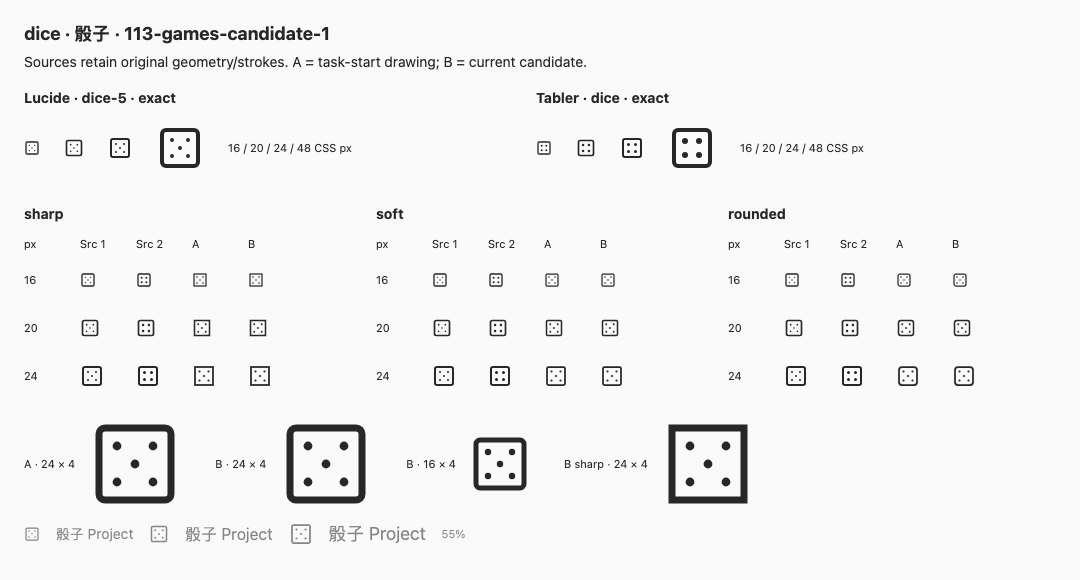 dice · 骰子 · 113-games-candidate-1
Sources retain original geometry/strokes. A = task-start drawing; B = current candidate.
Lucide · dice-5 · exact
Tabler · dice · exact
16 / 20 / 24 / 48 CSS px
16 / 20 / 24 / 48 CSS px
sharp
soft
rounded
px Src 1 Src 2 A B
px Src 1 Src 2 A B
px Src 1 Src 2 A B
16
16
16
20
20
20
24
24
24
A · 24 × 4
B · 24 × 4
B · 16 × 4
B sharp · 24 × 4
骰子 Project
骰子 Project
骰子 Project
55%